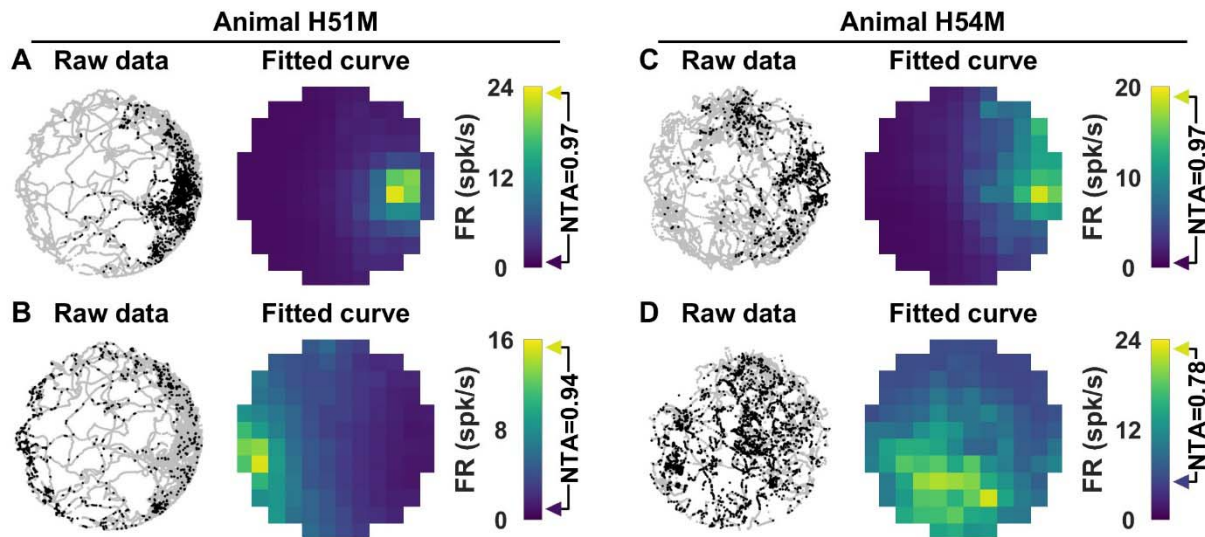 Animal H51M
Animal H54M
A Raw data Fitted curve
24
12
0
FR (spk/s)
NTA=0.97
C Raw data Fitted curve
20
10
0
FR (spk/s)
NTA=0.97
B Raw data Fitted curve
16
8
0
FR (spk/s)
NTA=0.94
D Raw data Fitted curve
24
12
0
FR (spk/s)
NTA=0.78